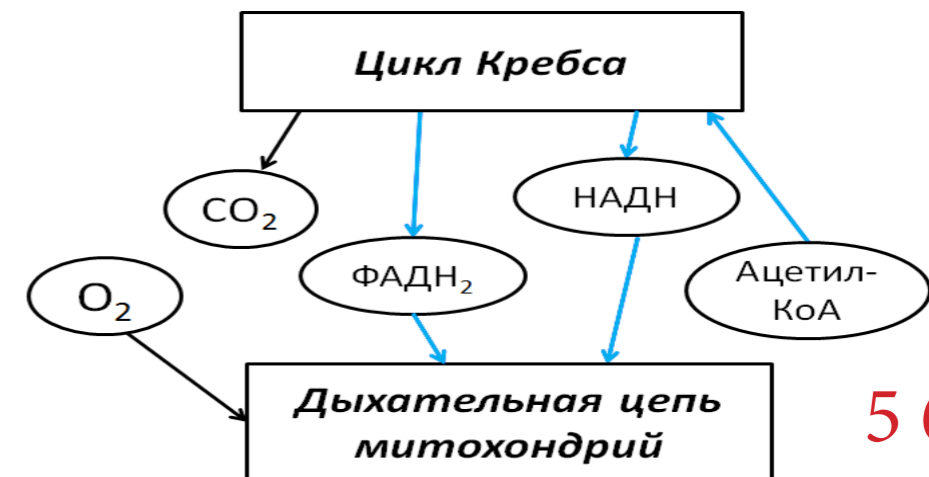 Цикл Кребса
CO₂
НАДН
ФАДН₂
Ацетил-
КоА
O₂
Дыхательная цепь
митохондрий
5